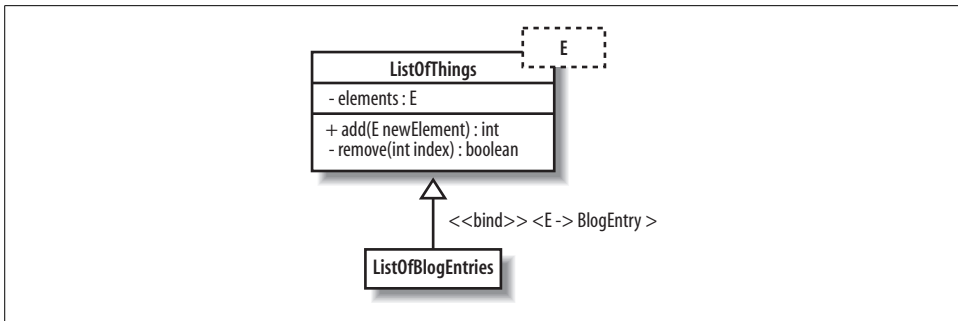 E
ListOfThings
- elements : E
+ add(E newElement) : int
- remove(int index) : boolean
<<bind>> <E -> BlogEntry >
ListOfBlogEntries